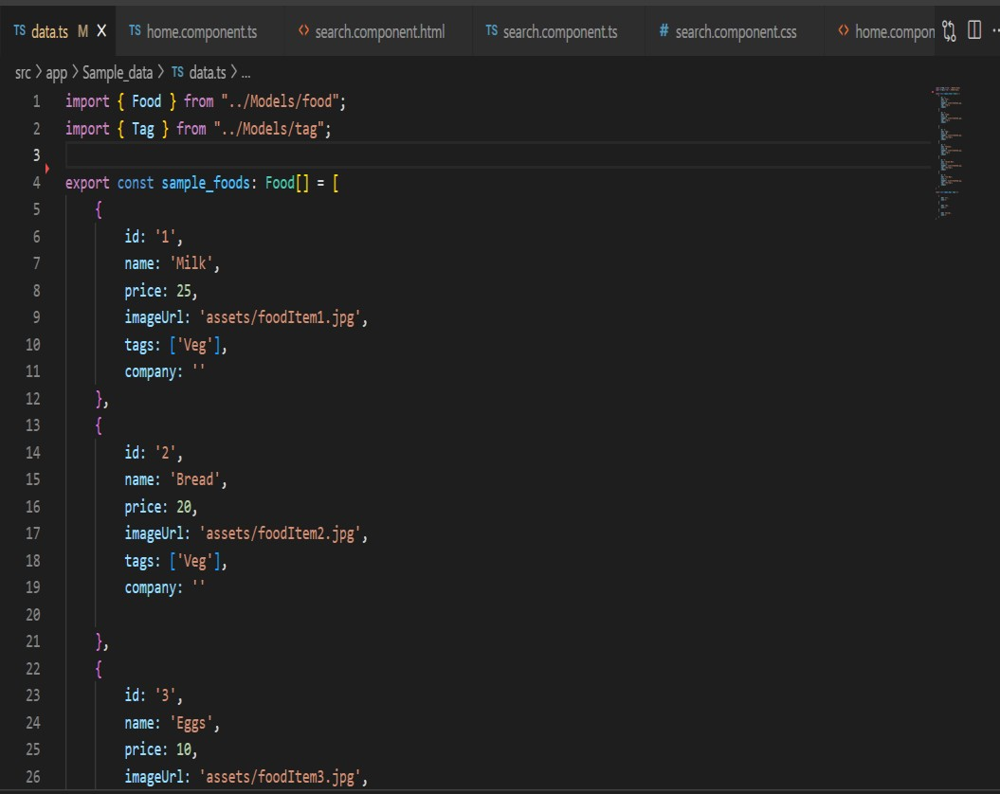 TS data.ts M X TS home.component.ts <> search.component.html TS search.component.ts # search.component.css <> home.compon
src > app > Sample_data > TS data.ts > ...
1 import { Food } from "../Models/food";
2 import { Tag } from "../Models/tag";
3
4 export const sample_foods: Food[] = [
5     {
6         id: '1',
7         name: 'Milk',
8         price: 25,
9         imageUrl: 'assets/foodItem1.jpg',
10         tags: ['Veg'],
11         company: ''
12     },
13     {
14         id: '2',
15         name: 'Bread',
16         price: 20,
17         imageUrl: 'assets/foodItem2.jpg',
18         tags: ['Veg'],
19         company: ''
20
21     },
22     {
23         id: '3',
24         name: 'Eggs',
25         price: 10,
26         imageUrl: 'assets/foodItem3.jpg',